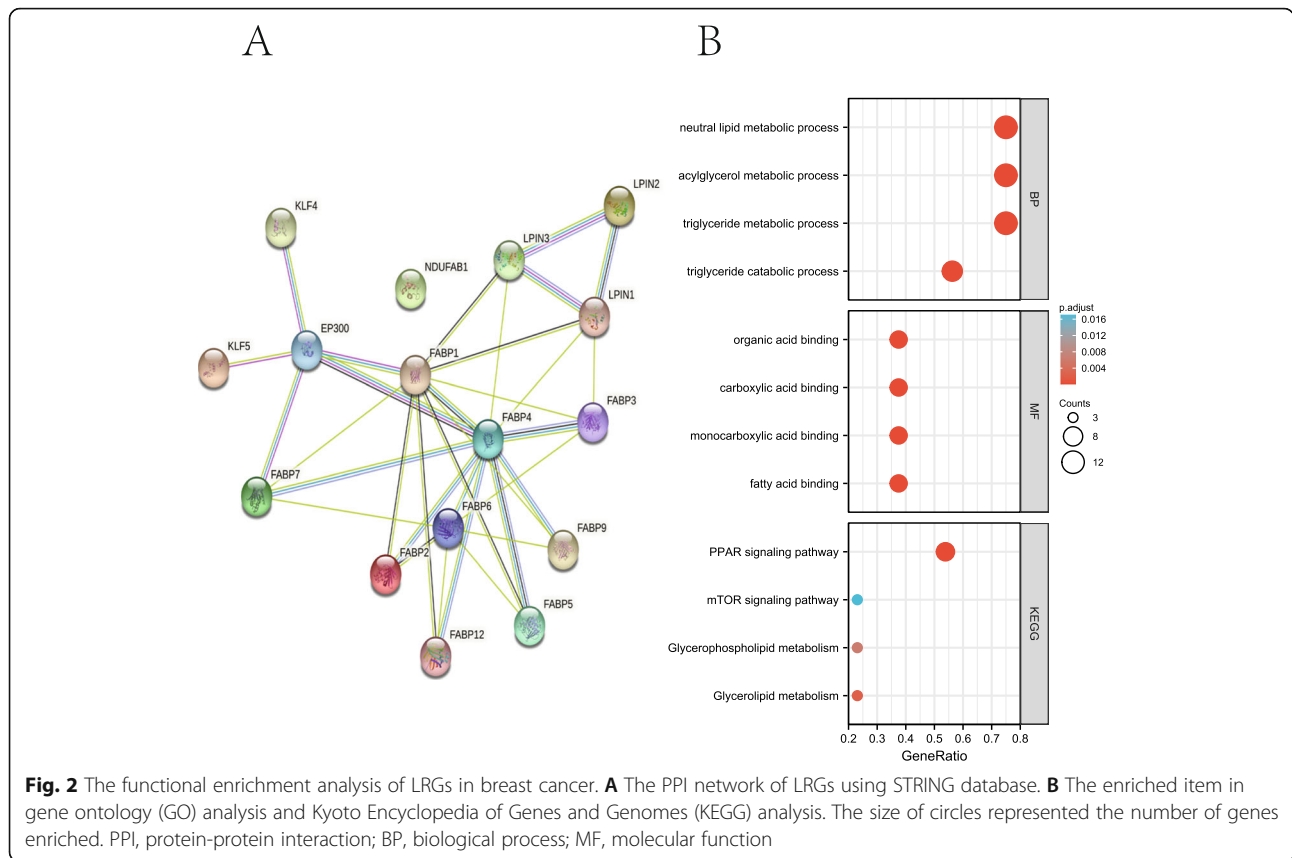 A
B
KLF4
LPIN2
LPIN3
NDUFAB1
LPIN1
EP300
KLF5
FABP1
FABP3
FABP4
FABP7
FABP6
FABP9
FABP2
FABP5
FABP12
neutral lipid metabolic process
acylglycerol metabolic process
triglyceride metabolic process
triglyceride catabolic process
BP
organic acid binding
carboxylic acid binding
monocarboxylic acid binding
fatty acid binding
MF
PPAR signaling pathway
mTOR signaling pathway
Glycerophospholipid metabolism
Glycerolipid metabolism
KEGG
0.2 0.3 0.4 0.5 0.6 0.7 0.8
GeneRatio
p.adjust
0.016
0.012
0.008
0.004
Counts
3
8
12
Fig. 2 The functional enrichment analysis of LRGs in breast cancer. A The PPI network of LRGs using STRING database. B The enriched item in
gene ontology (GO) analysis and Kyoto Encyclopedia of Genes and Genomes (KEGG) analysis. The size of circles represented the number of genes
enriched. PPI, protein-protein interaction; BP, biological process; MF, molecular function